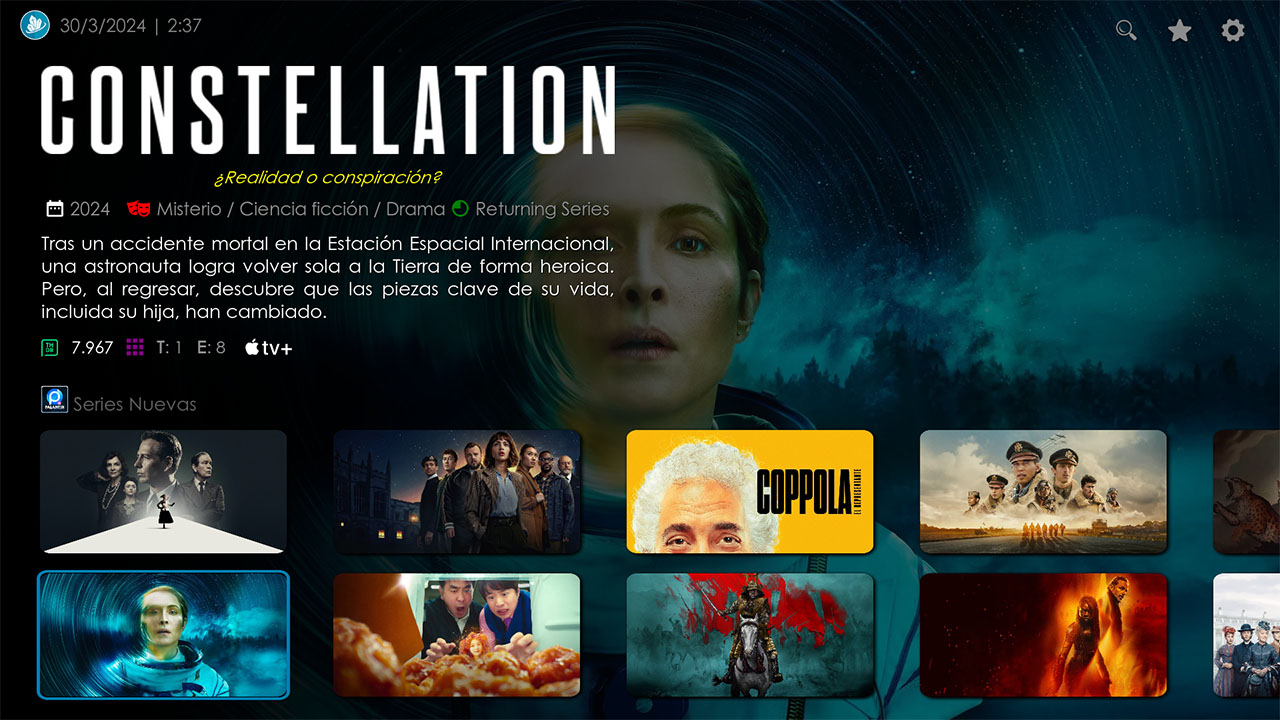 30/3/2024 | 2:37
CONSTELLATION
¿Realidad o conspiración?
2024 Misterio / Ciencia ficción / Drama Returning Series
Tras un accidente mortal en la Estación Espacial Internacional,
una astronauta logra volver sola a la Tierra de forma heroica.
Pero, al regresar, descubre que las piezas clave de su vida,
incluida su hija, han cambiado.
TMDB 7.967 T: 1 E: 8 tv+
Series Nuevas
COPPOLA
EL REPRESENTANTE